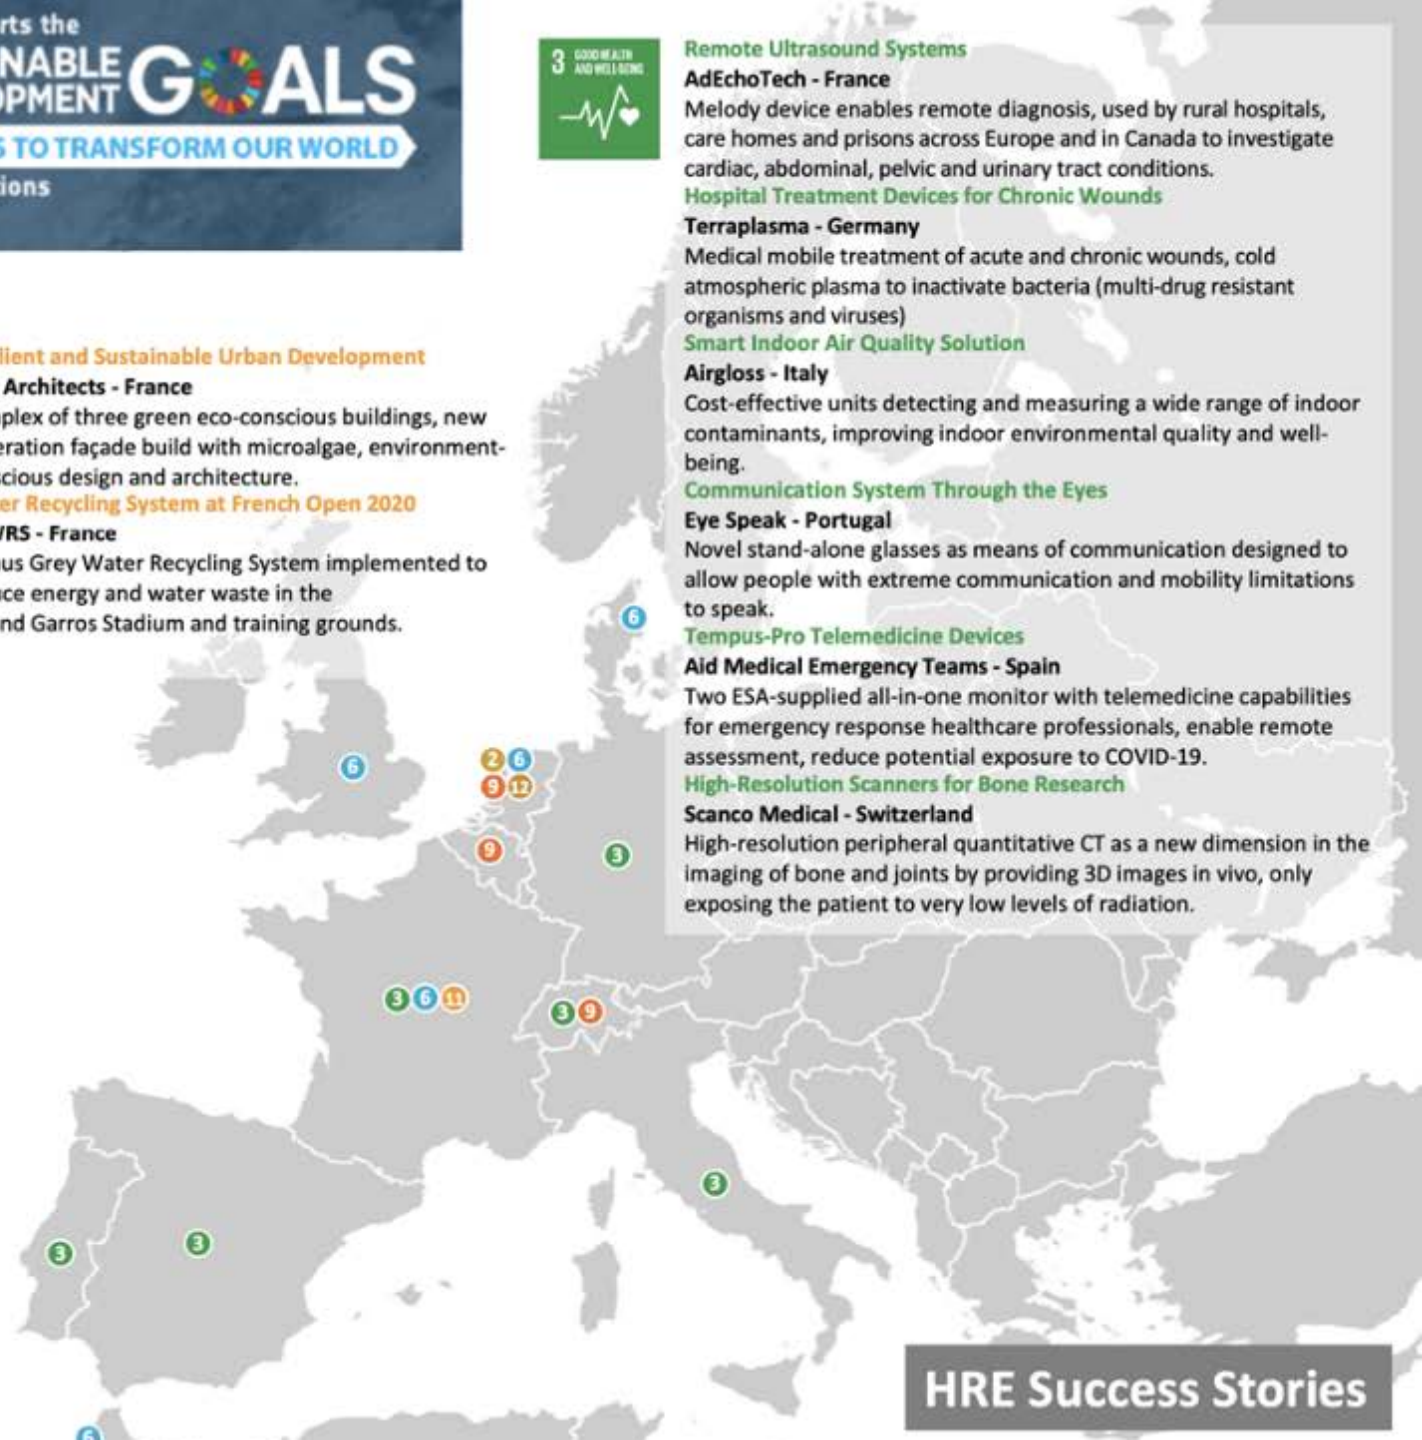 rts the
NABLE
PMENT
GOALS
S TO TRANSFORM OUR WORLD
ions
lient and Sustainable Urban Development
Architects - France
plex of three green eco-conscious buildings, new
eration façade build with microalgae, environment-
cious design and architecture.
er Recycling System at French Open 2020
RS - France
us Grey Water Recycling System implemented to
ce energy and water waste in the
nd Garros Stadium and training grounds.
3 GOOD HEALTH
AND WELL-BEING
Remote Ultrasound Systems
AdEchoTech - France
Melody device enables remote diagnosis, used by rural hospitals,
care homes and prisons across Europe and in Canada to investigate
cardiac, abdominal, pelvic and urinary tract conditions.
Hospital Treatment Devices for Chronic Wounds
Terraplasma - Germany
Medical mobile treatment of acute and chronic wounds, cold
atmospheric plasma to inactivate bacteria (multi-drug resistant
organisms and viruses)
Smart Indoor Air Quality Solution
Airgloss - Italy
Cost-effective units detecting and measuring a wide range of indoor
contaminants, improving indoor environmental quality and well-
being.
Communication System Through the Eyes
Eye Speak - Portugal
Novel stand-alone glasses as means of communication designed to
allow people with extreme communication and mobility limitations
to speak.
Tempus-Pro Telemedicine Devices
Aid Medical Emergency Teams - Spain
Two ESA-supplied all-in-one monitor with telemedicine capabilities
for emergency response healthcare professionals, enable remote
assessment, reduce potential exposure to COVID-19.
High-Resolution Scanners for Bone Research
Scanco Medical - Switzerland
High-resolution peripheral quantitative CT as a new dimension in the
imaging of bone and joints by providing 3D images in vivo, only
exposing the patient to very low levels of radiation.
6
6
2 6
9 12
9
3
3 6 11
3 9
3
3
3
6
HRE Success Stories